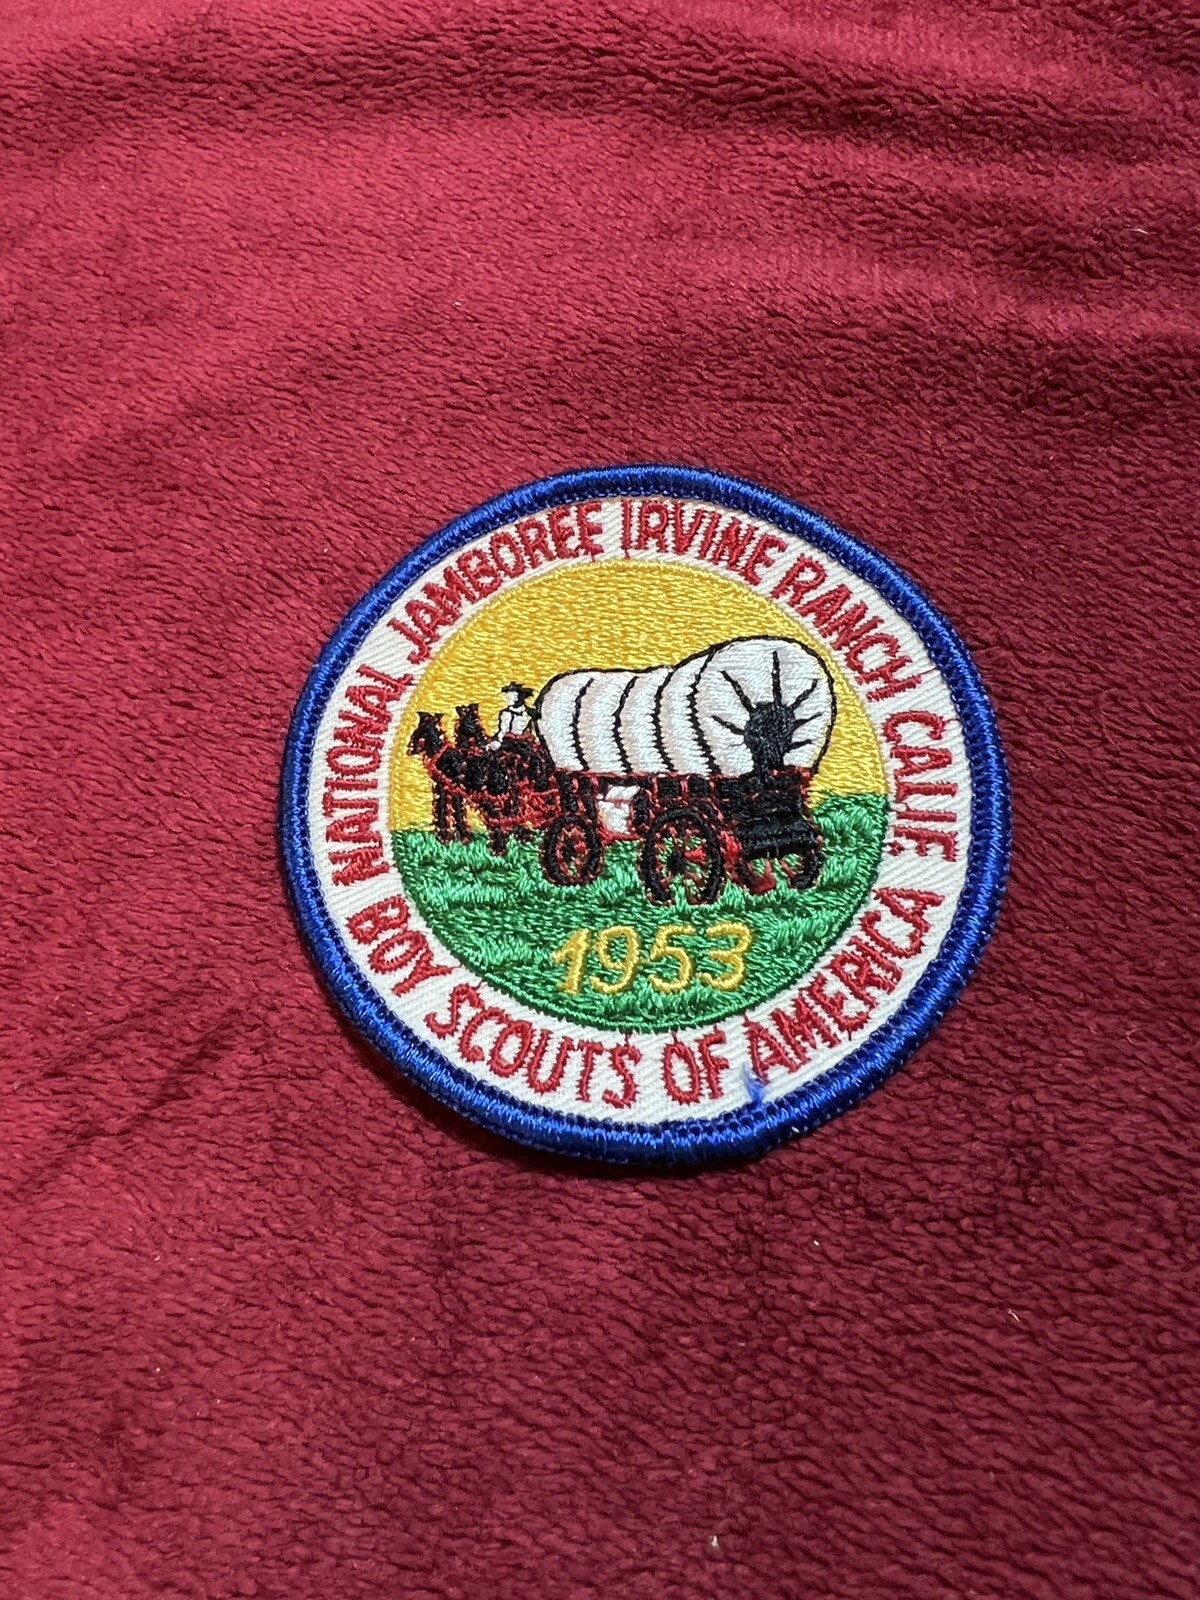 NATIONAL JAMBOREE IRVINE RANCH CALIF.
1953
BOY SCOUTS OF AMERICA